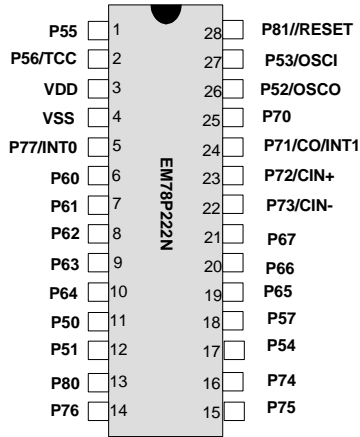 P55 1 28 P81//RESET
P56/TCC 2 27 P53/OSCI
VDD 3 26 P52/OSCO
VSS 4 25 P70
P77/INT0 5 24 P71/CO/INT1
P60 6 23 P72/CIN+
P61 7 22 P73/CIN-
P62 8 21 P67
P63 9 20 P66
P64 10 19 P65
P50 11 18 P57
P51 12 17 P54
P80 13 16 P74
P76 14 15 P75
EM78P222N